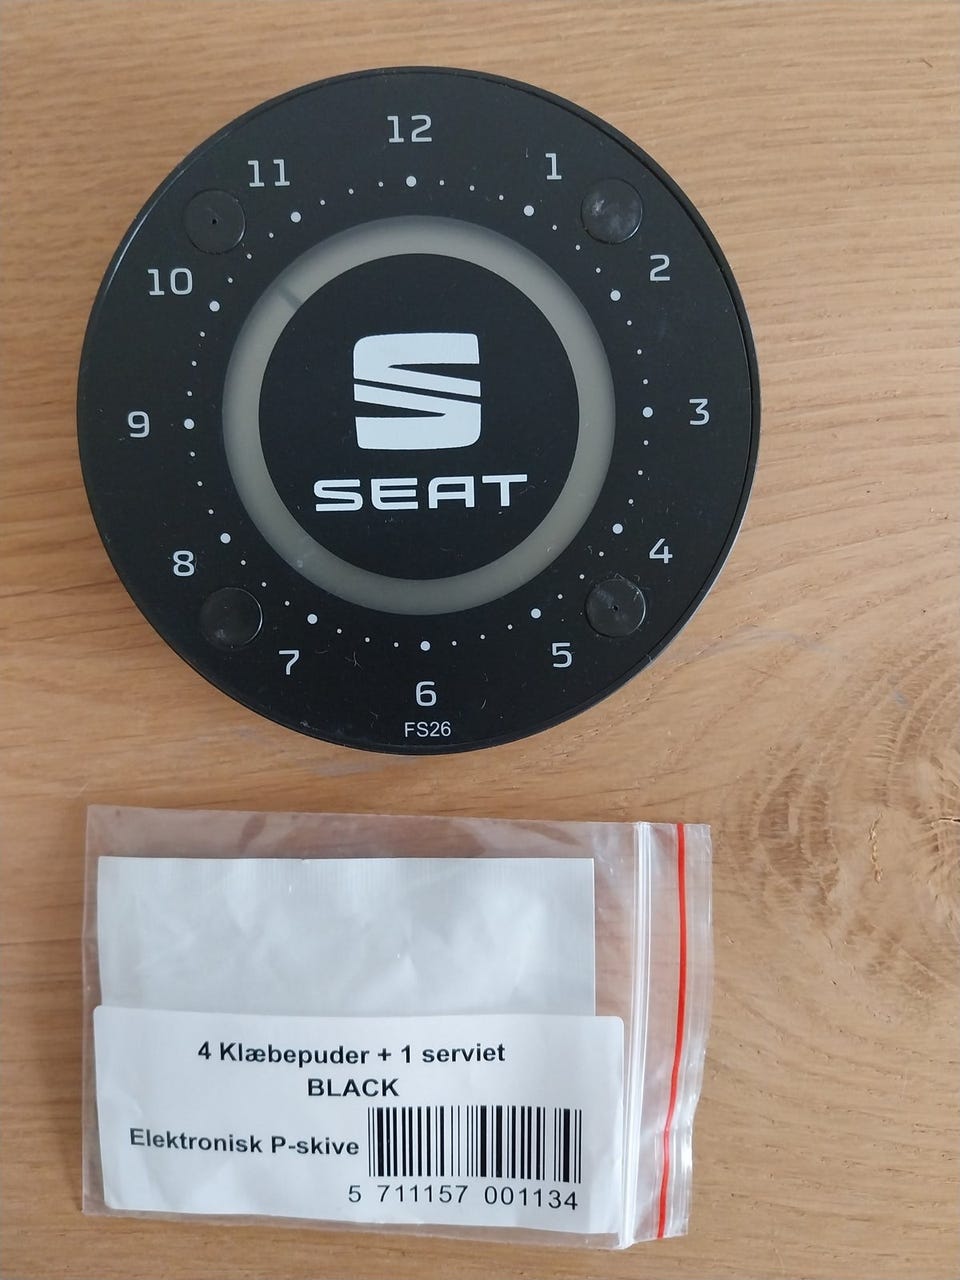 12
11
1
10
2
9
3
8
4
7
5
6
SEAT
FS26
4 Klæbepuder + 1 serviet
BLACK
Elektronisk P-skive
5 711157 001134